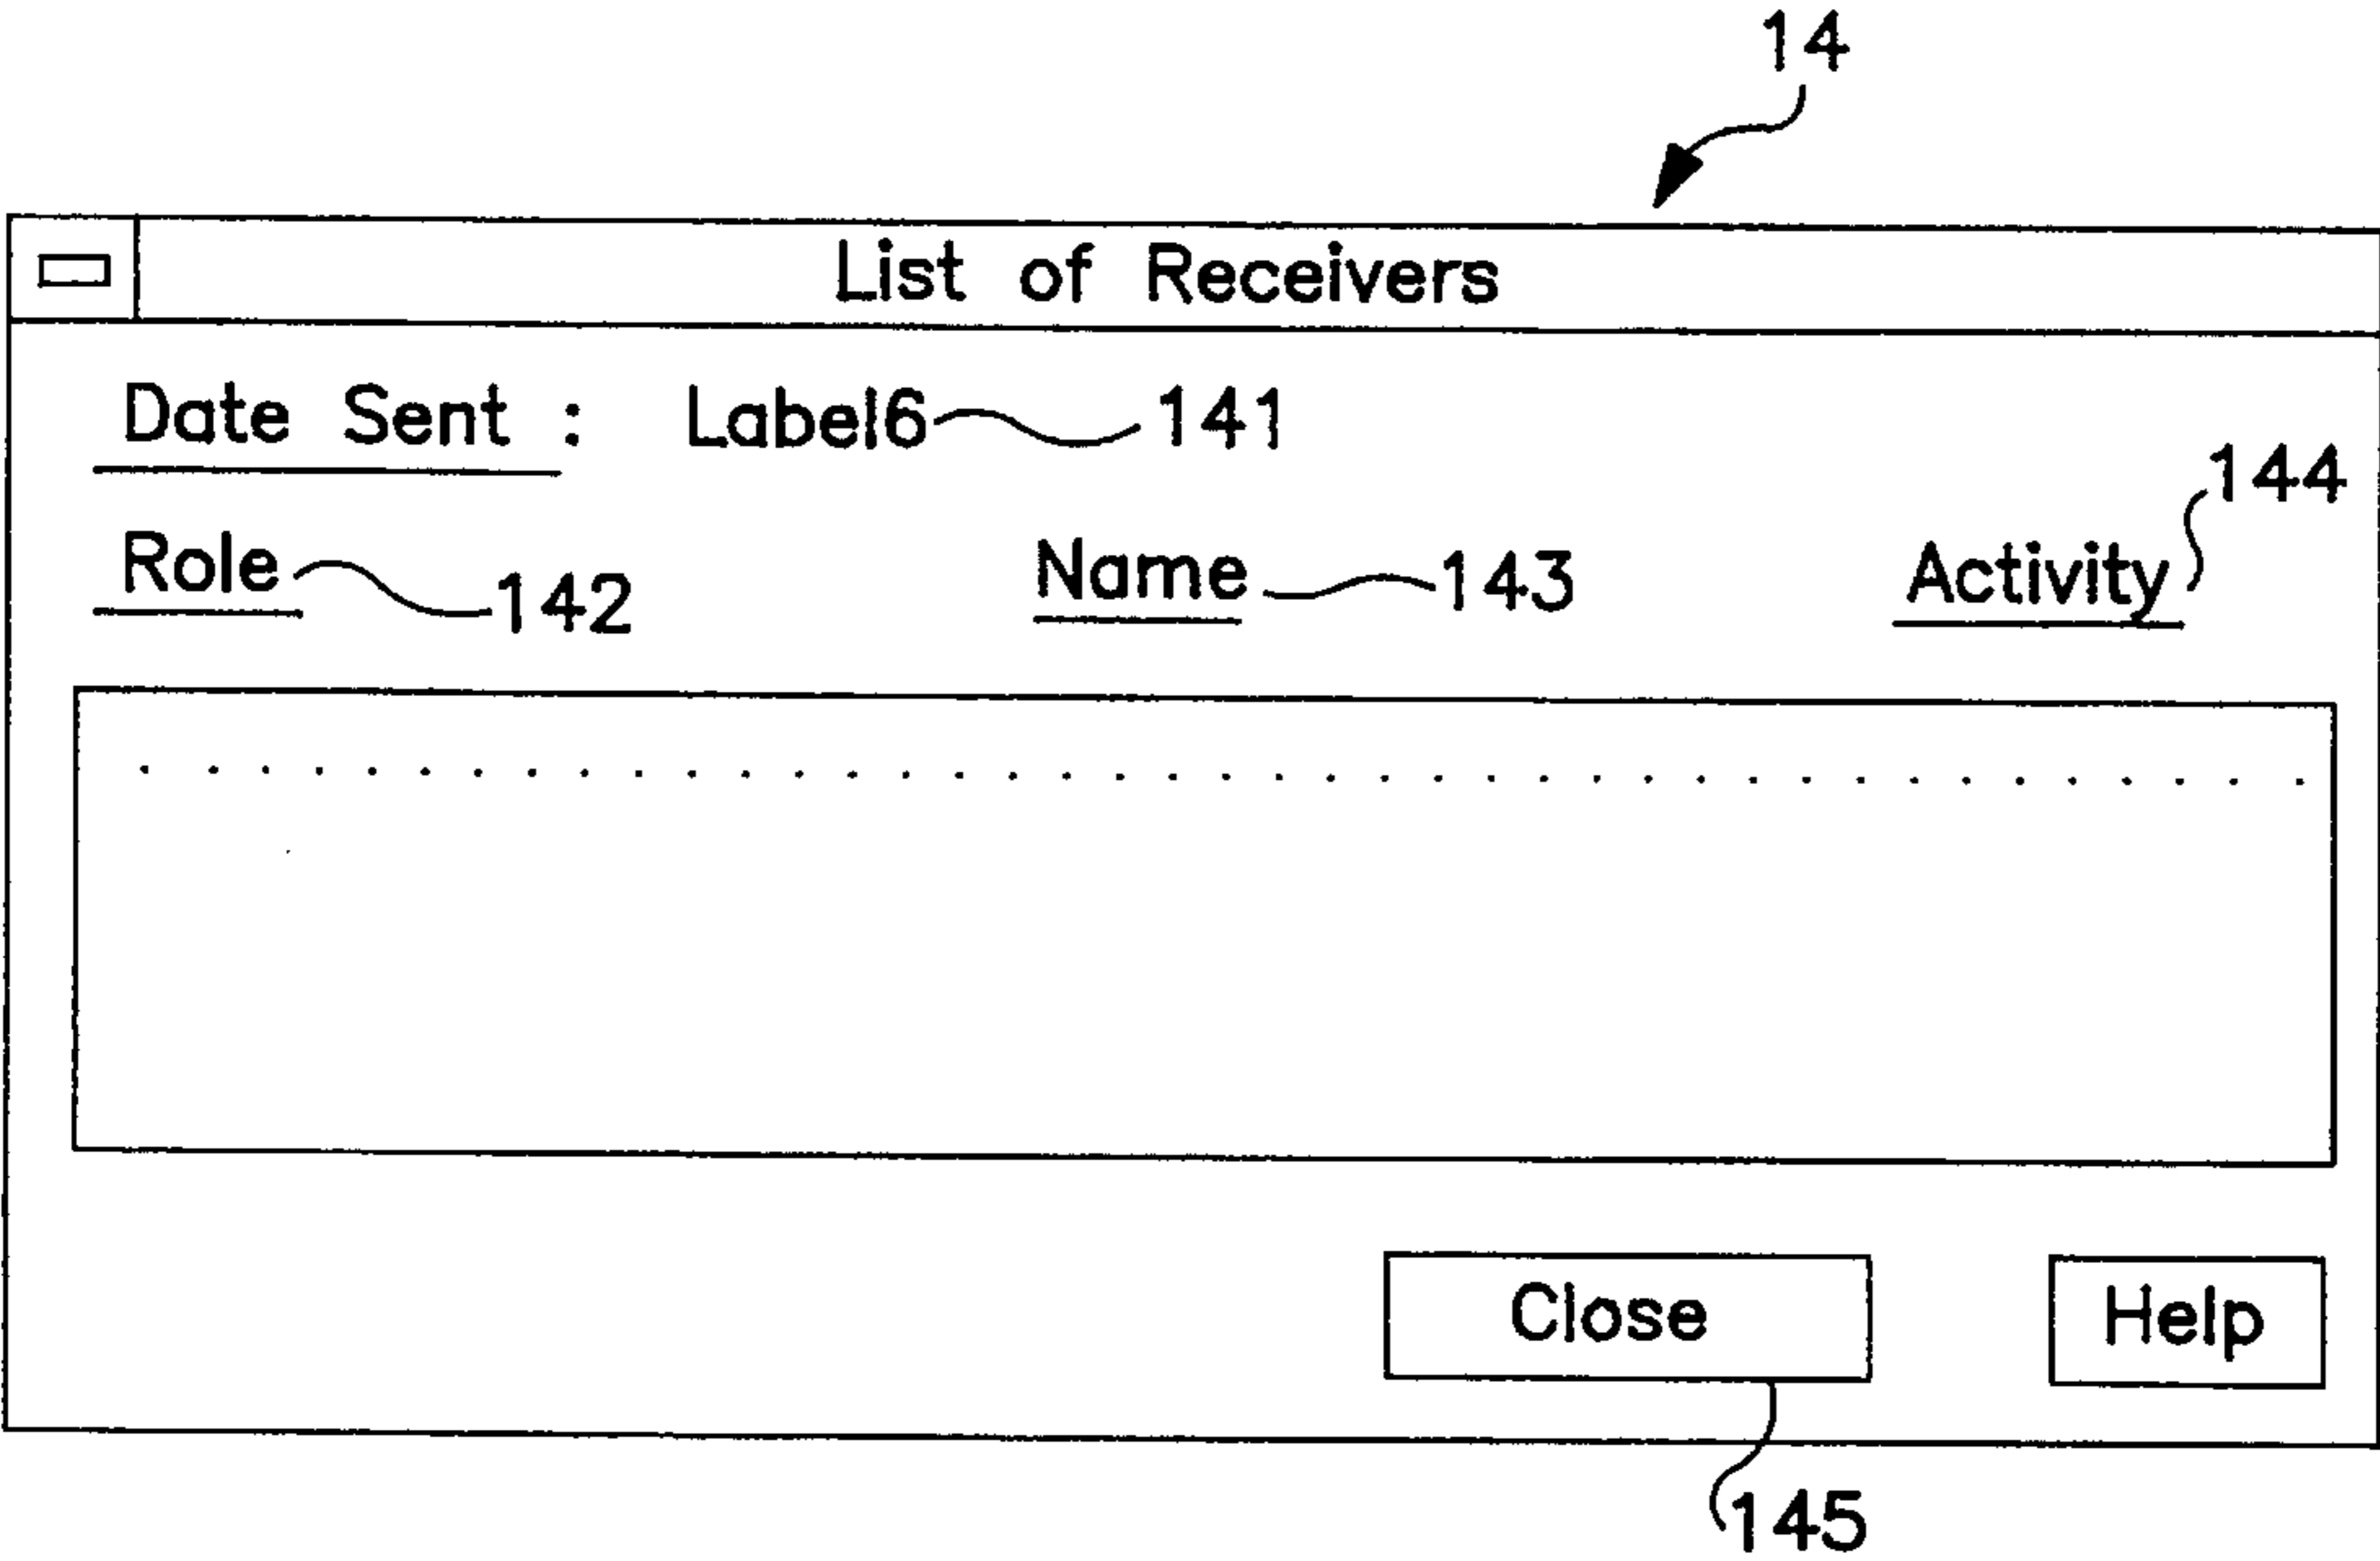 14
List of Receivers
Date Sent : Label6 141
144
Role 142 Name 143 Activity
Close Help
145